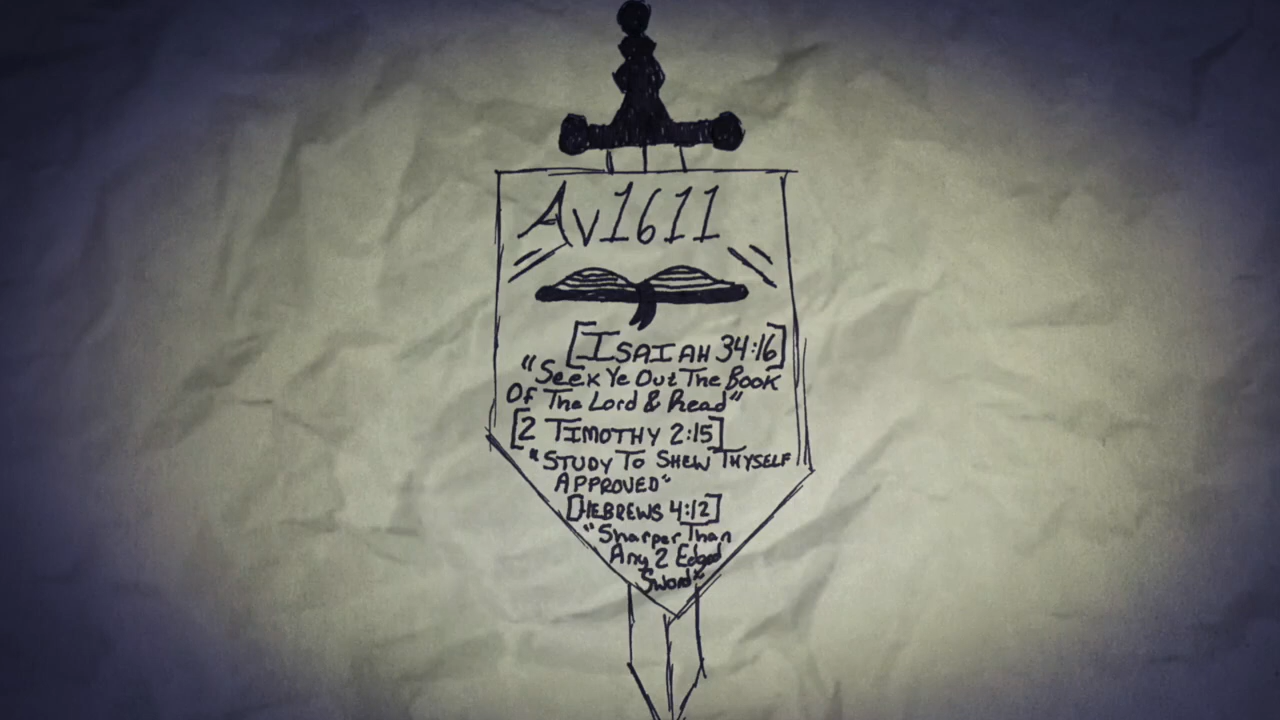 Av1611
[ISAIAH 34:16]
"Seek Ye Out The Book
Of The Lord & Read"
[2 TIMOTHY 2:15]
"STUDY TO SHEW THYSELF
APPROVED"
[HEBREWS 4:12]
"Sharper Than
Any 2 Edged
Sword"